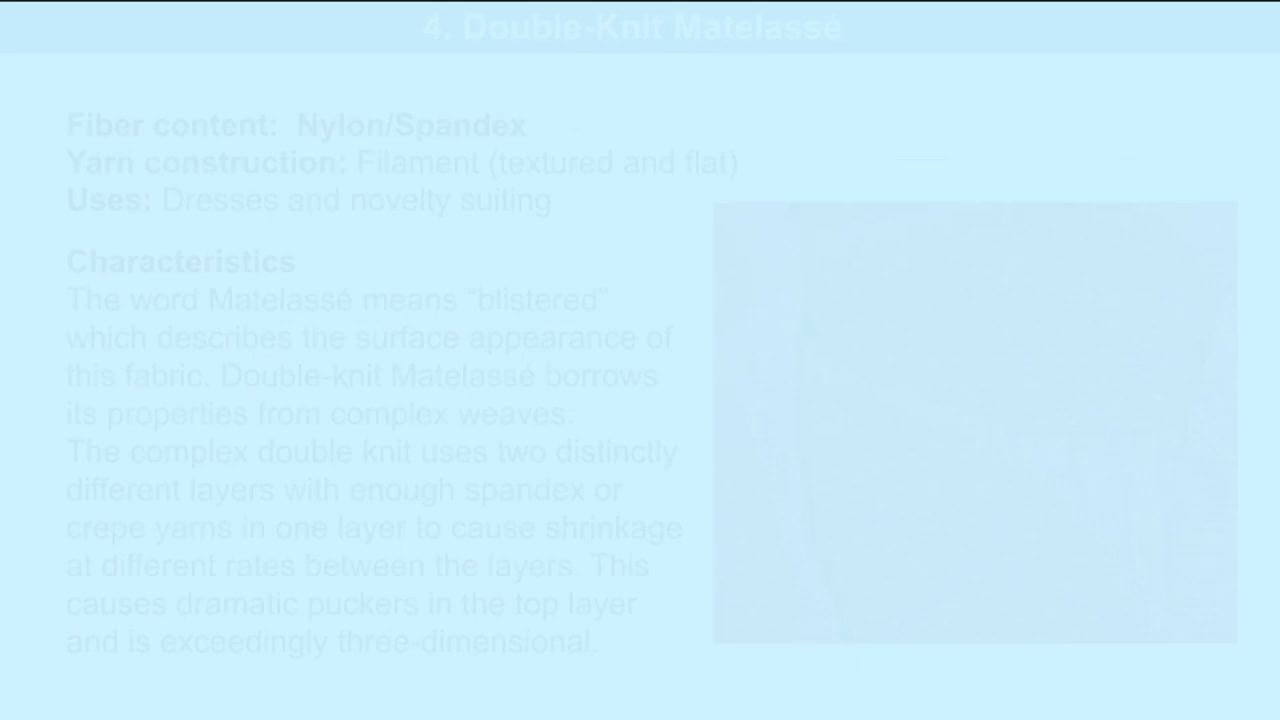 4. Double-Knit Matelassé
Fiber content: Nylon/Spandex
Yarn construction: Filament (textured and flat)
Uses: Dresses and novelty suiting
Characteristics
The word Matelassé means "blistered"
which describes the surface appearance of
this fabric. Double-knit Matelassé borrows
its properties from complex weaves.
The complex double knit uses two distinctly
different layers with enough spandex or
crepe yarns in one layer to cause shrinkage
at different rates between the layers. This
causes dramatic puckers in the top layer
and is exceedingly three-dimensional.